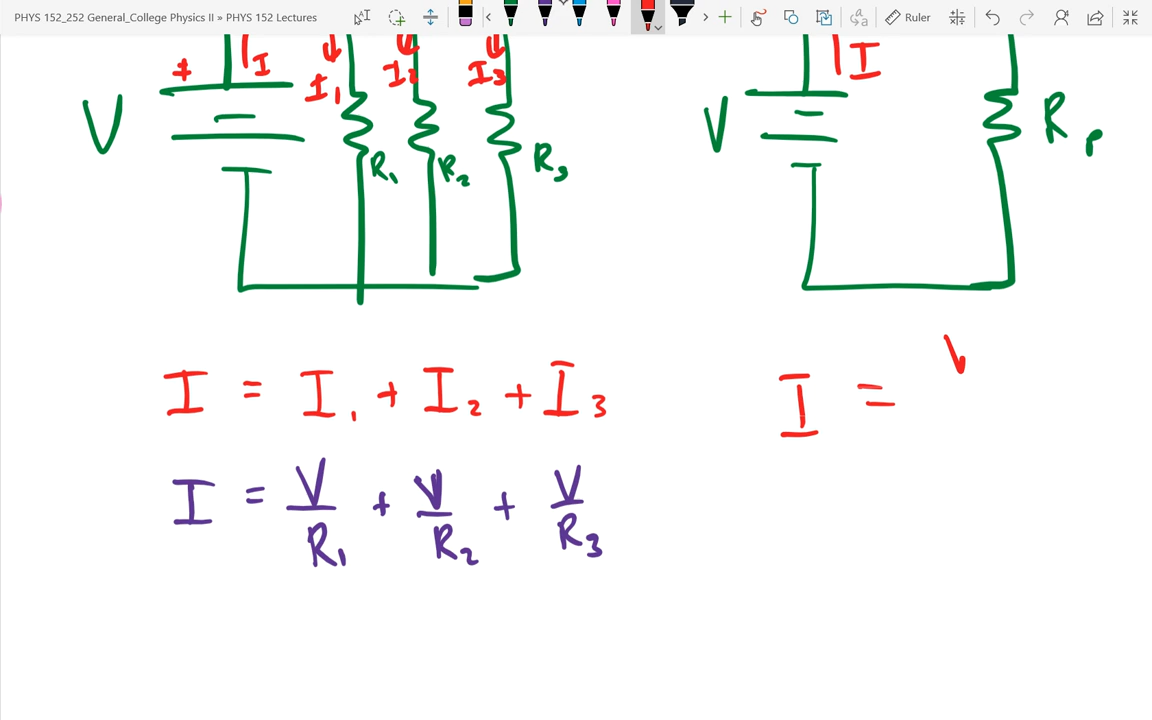 PHYS 152_252 General_College Physics II » PHYS 152 Lectures
Ruler
+ I I₁ I₂ I₃
V R₁ R₂ R₃
I
V R_P
I = I₁ + I₂ + I₃
I = V
I = V/R₁ + V/R₂ + V/R₃